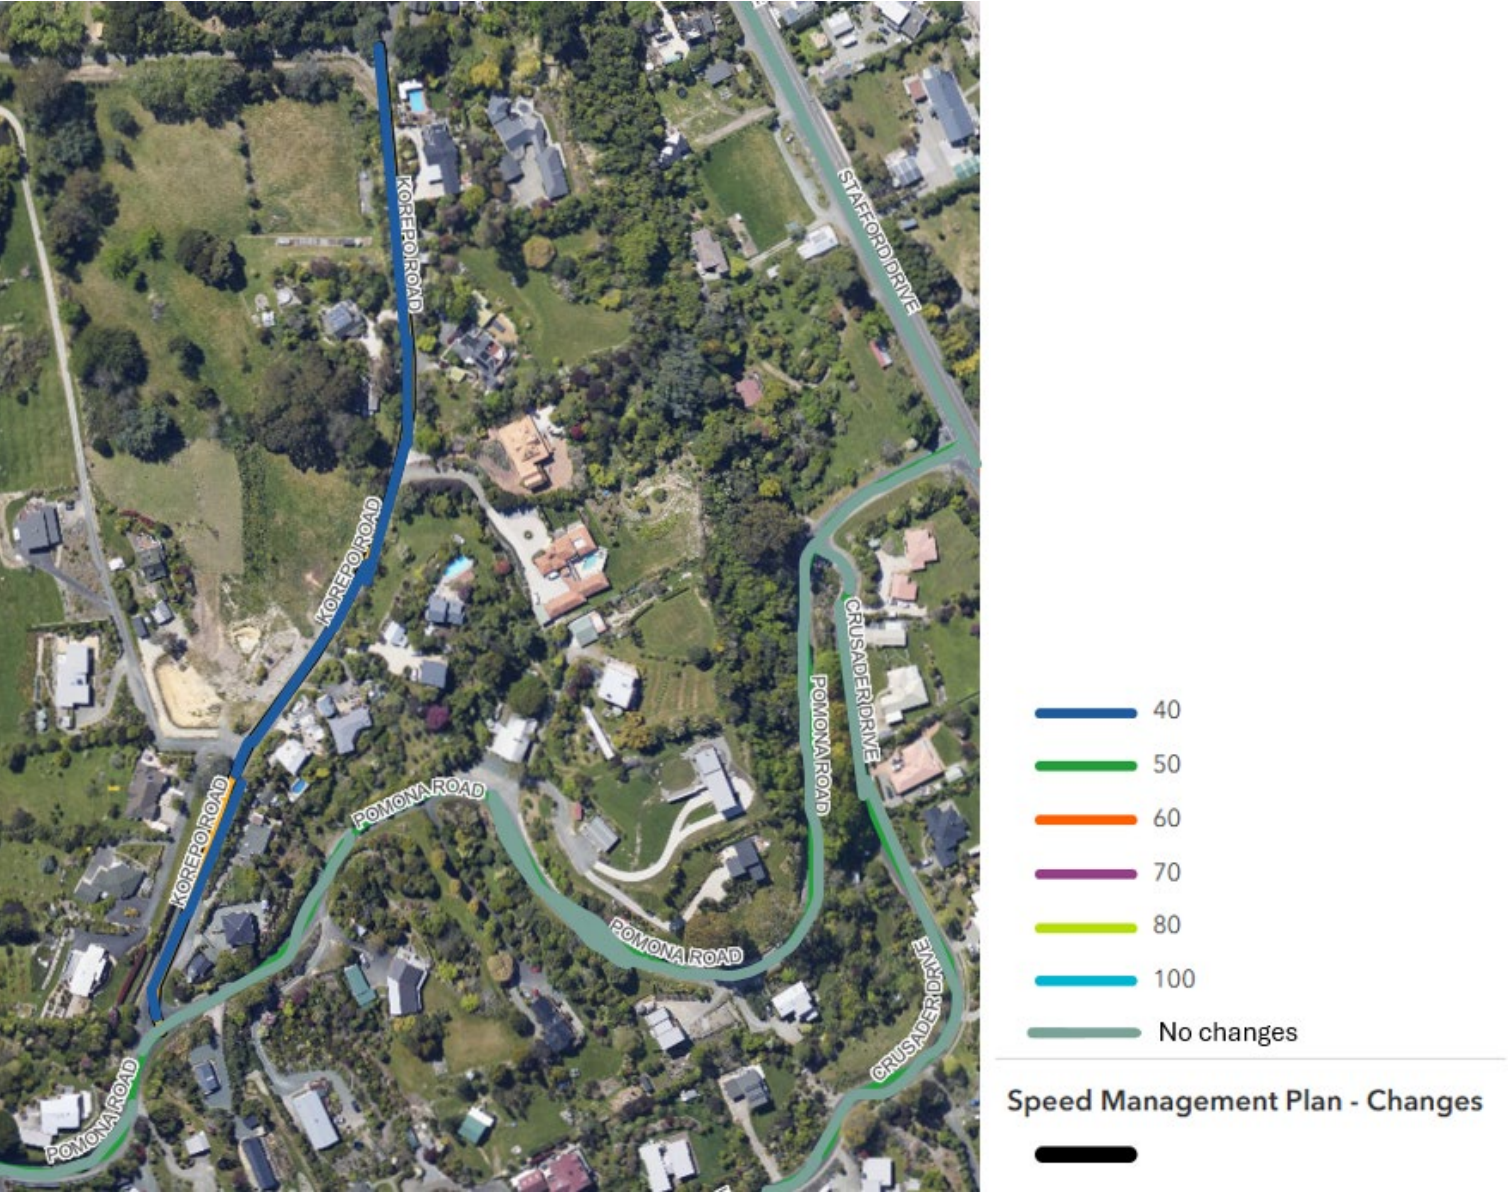 KOREPO ROAD
STAFFORD DRIVE
KOREPO ROAD
CRUSADER DRIVE
POMONA ROAD
KOREPO ROAD
POMONA ROAD
POMONA ROAD
CRUSADER DRIVE
POMONA ROAD
40
50
60
70
80
100
No changes
Speed Management Plan - Changes